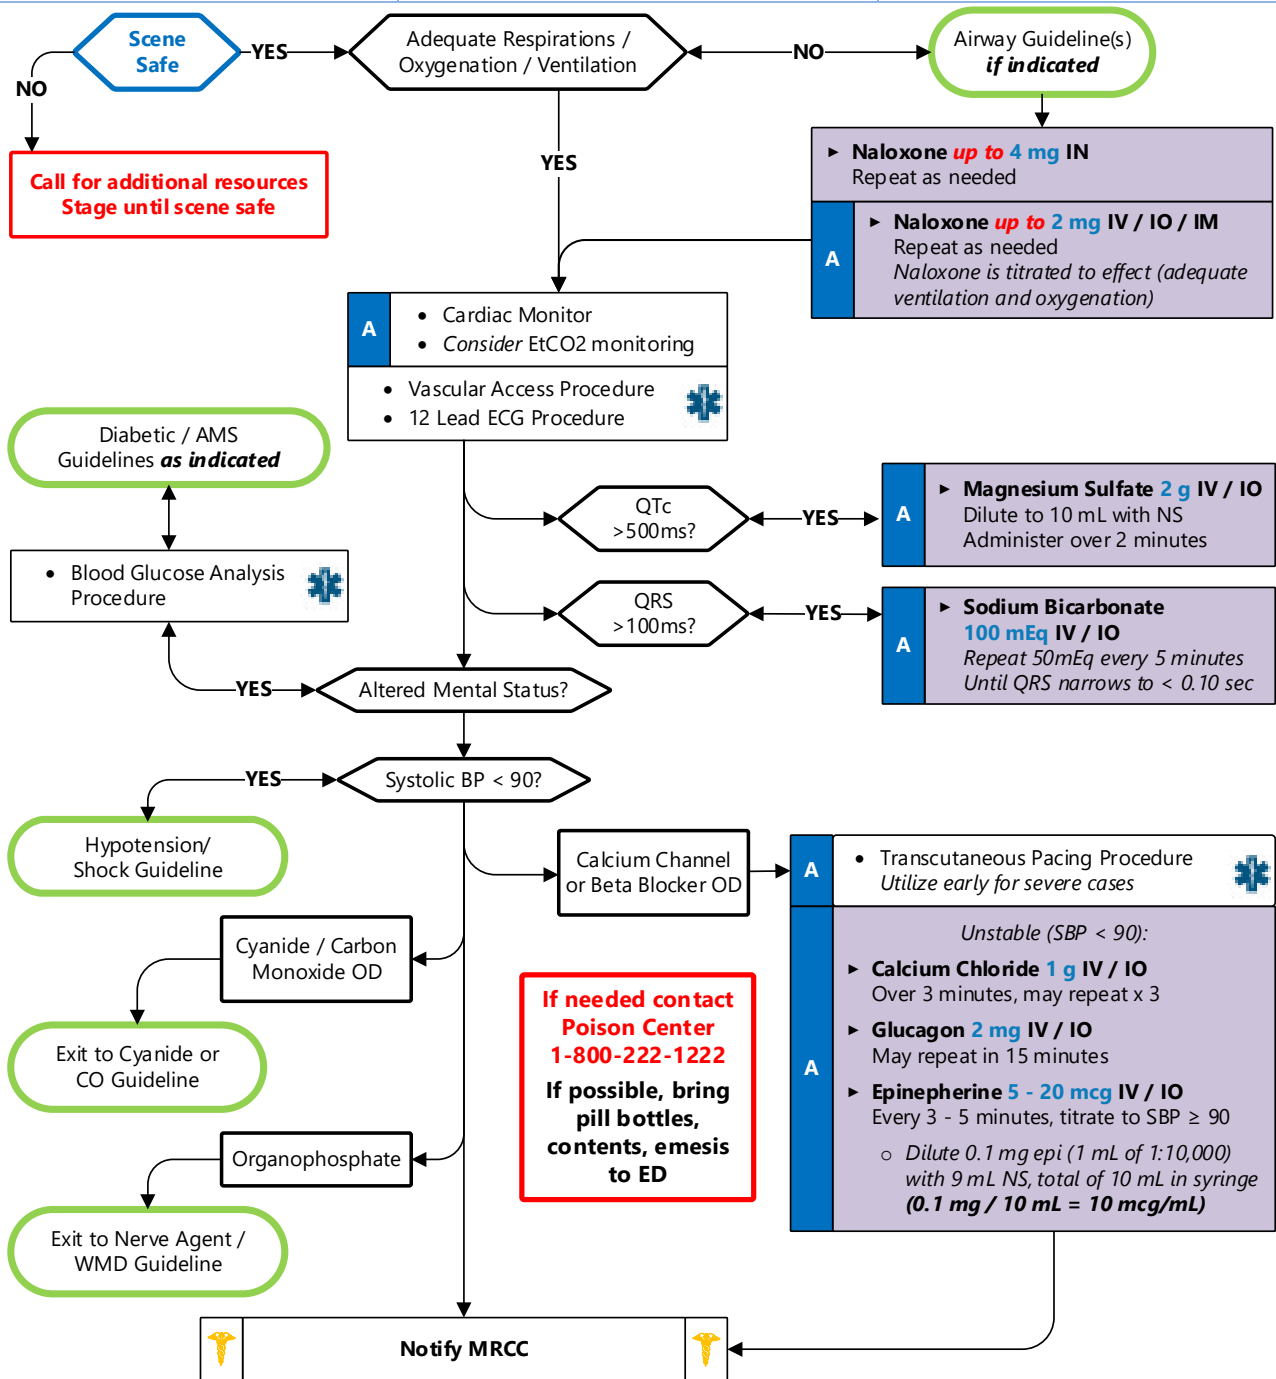 Scene
Safe
YES
Adequate Respirations /
Oxygenation / Ventilation
NO
Airway Guideline(s)
if indicated
NO
Call for additional resources
Stage until scene safe
YES
► Naloxone up to 4 mg IN
Repeat as needed
A
► Naloxone up to 2 mg IV / IO / IM
Repeat as needed
Naloxone is titrated to effect (adequate
ventilation and oxygenation)
A
• Cardiac Monitor
• Consider EtCO2 monitoring
• Vascular Access Procedure
• 12 Lead ECG Procedure
Diabetic / AMS
Guidelines as indicated
• Blood Glucose Analysis
Procedure
QTc
>500ms?
YES
A
► Magnesium Sulfate 2 g IV / IO
Dilute to 10 mL with NS
Administer over 2 minutes
QRS
>100ms?
YES
A
► Sodium Bicarbonate
100 mEq IV / IO
Repeat 50mEq every 5 minutes
Until QRS narrows to < 0.10 sec
YES
Altered Mental Status?
YES
Systolic BP < 90?
Hypotension/
Shock Guideline
Calcium Channel
or Beta Blocker OD
A
• Transcutaneous Pacing Procedure
Utilize early for severe cases
A
Unstable (SBP < 90):
► Calcium Chloride 1 g IV / IO
Over 3 minutes, may repeat x 3
► Glucagon 2 mg IV / IO
May repeat in 15 minutes
► Epinepherine 5 - 20 mcg IV / IO
Every 3 - 5 minutes, titrate to SBP ≥ 90
○ Dilute 0.1 mg epi (1 mL of 1:10,000)
with 9 mL NS, total of 10 mL in syringe
(0.1 mg / 10 mL = 10 mcg/mL)
Cyanide / Carbon
Monoxide OD
Exit to Cyanide or
CO Guideline
If needed contact
Poison Center
1-800-222-1222
If possible, bring
pill bottles,
contents, emesis
to ED
Organophosphate
Exit to Nerve Agent /
WMD Guideline
Notify MRCC